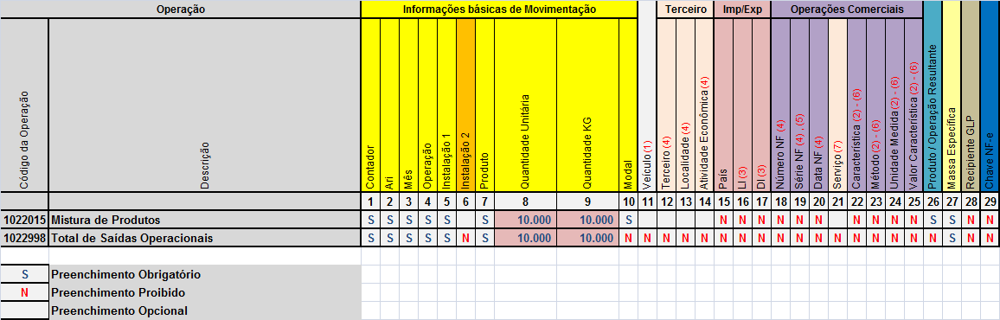 Operação
Informações básicas de Movimentação
Terceiro
Imp/Exp
Operações Comerciais
Código da Operação
Descrição
Contador
Ari
Mês
Operação
Instalação 1
Instalação 2
Produto
Quantidade Unitária
Quantidade KG
Modal
Veículo (1)
Terceiro (4)
Localidade (4)
Atividade Econômica (4)
País
LI (3)
DI (3)
Número NF (4)
Série NF (4) ,(5)
Data NF (4)
Serviço (7)
Característica (2) - (6)
Método (2) - (6)
Unidade Medida (2) - (6)
Valor Característica (2) - (6)
Produto / Operação Resultante
Massa Específica
Recipiente GLP
Chave NF-e
1 2 3 4 5 6 7 8 9 10 11 12 13 14 15 16 17 18 19 20 21 22 23 24 25 26 27 28 29
1022015 Mistura de Produtos S S S S S S 10.000 10.000 S N N N N N N N N N N S S N N
1022998 Total de Saídas Operacionais S S S S S N S 10.000 10.000 N N N N N N N N N N N N N N N N N S N N
S Preenchimento Obrigatório
N Preenchimento Proibido
Preenchimento Opcional